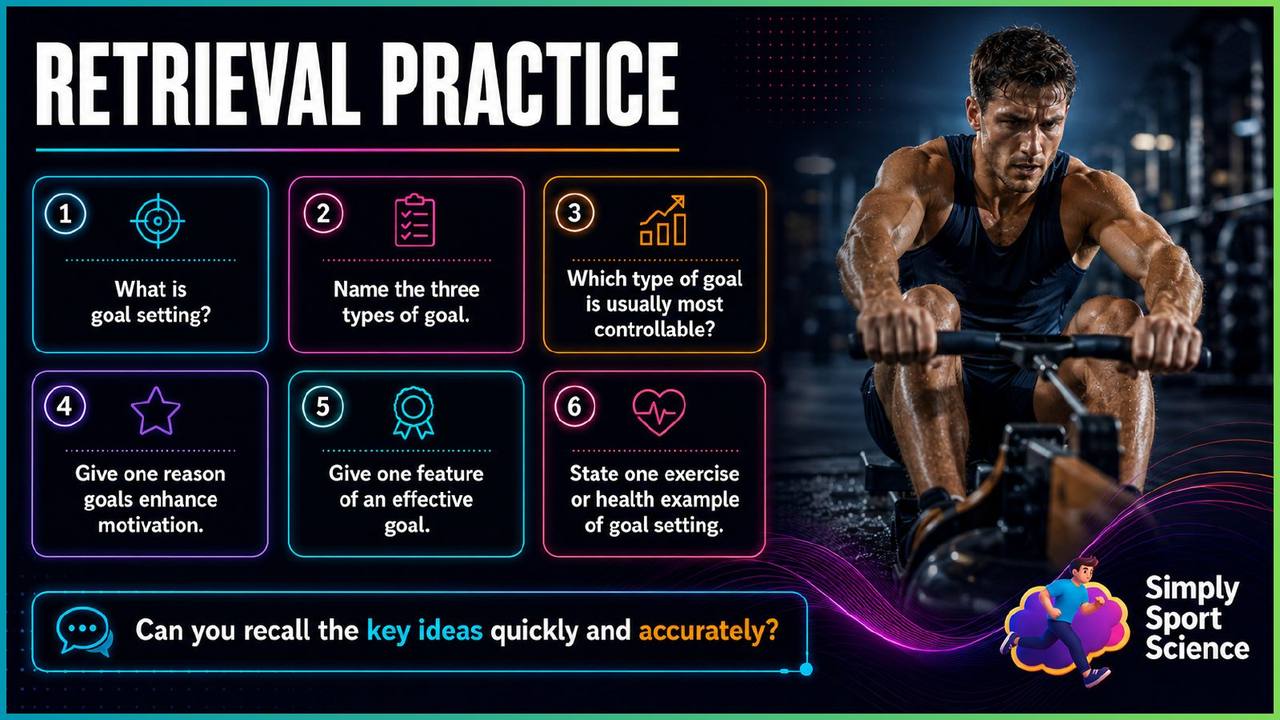 RETRIEVAL PRACTICE
1
What is
goal setting?
2
Name the three
types of goal.
3
Which type of goal
is usually most
controllable?
4
Give one reason
goals enhance
motivation.
5
Give one feature
of an effective
goal.
6
State one exercise
or health example
of goal setting.
Can you recall the key ideas quickly and accurately?
Simply
Sport
Science